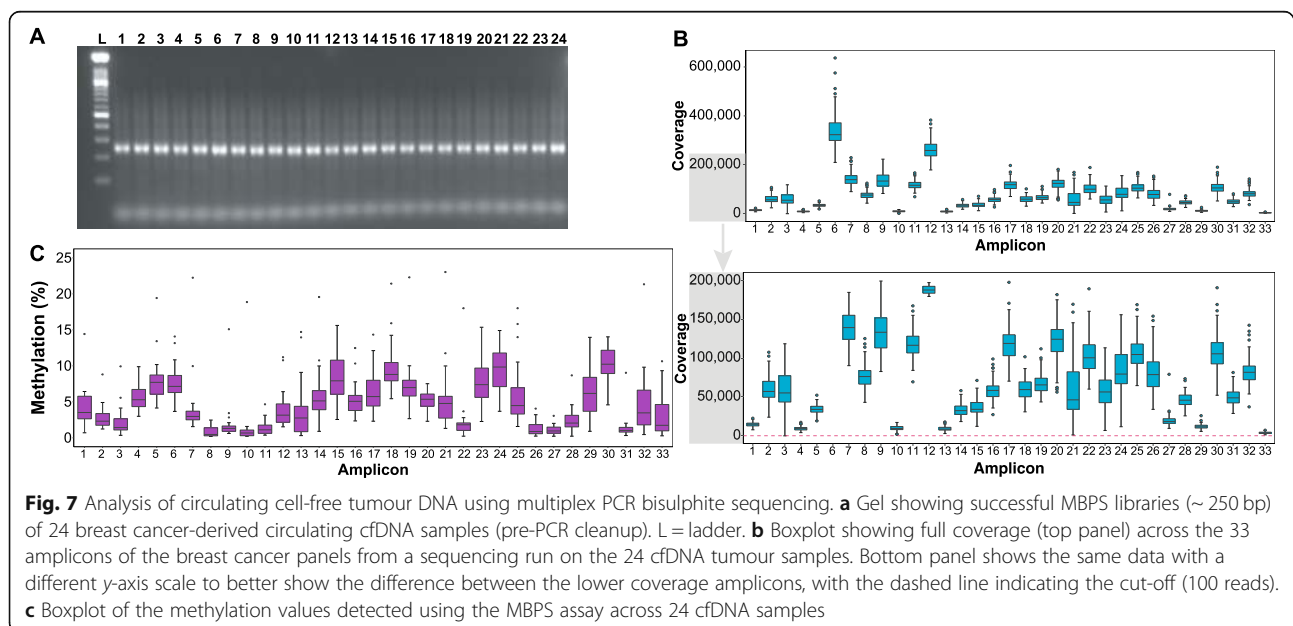 A
L 1 2 3 4 5 6 7 8 9 10 11 12 13 14 15 16 17 18 19 20 21 22 23 24
B
600,000
400,000
200,000
0
Coverage
1 2 3 4 5 6 7 8 9 10 11 12 13 14 15 16 17 18 19 20 21 22 23 24 25 26 27 28 29 30 31 32 33
Amplicon
200,000
150,000
100,000
50,000
0
Coverage
1 2 3 4 5 6 7 8 9 10 11 12 13 14 15 16 17 18 19 20 21 22 23 24 25 26 27 28 29 30 31 32 33
Amplicon
C
25
20
15
10
5
0
Methylation (%)
1 2 3 4 5 6 7 8 9 10 11 12 13 14 15 16 17 18 19 20 21 22 23 24 25 26 27 28 29 30 31 32 33
Amplicon
Fig. 7 Analysis of circulating cell-free tumour DNA using multiplex PCR bisulphite sequencing. a Gel showing successful MBPS libraries (~ 250 bp)
of 24 breast cancer-derived circulating cfDNA samples (pre-PCR cleanup). L = ladder. b Boxplot showing full coverage (top panel) across the 33
amplicons of the breast cancer panels from a sequencing run on the 24 cfDNA tumour samples. Bottom panel shows the same data with a
different y-axis scale to better show the difference between the lower coverage amplicons, with the dashed line indicating the cut-off (100 reads).
c Boxplot of the methylation values detected using the MBPS assay across 24 cfDNA samples